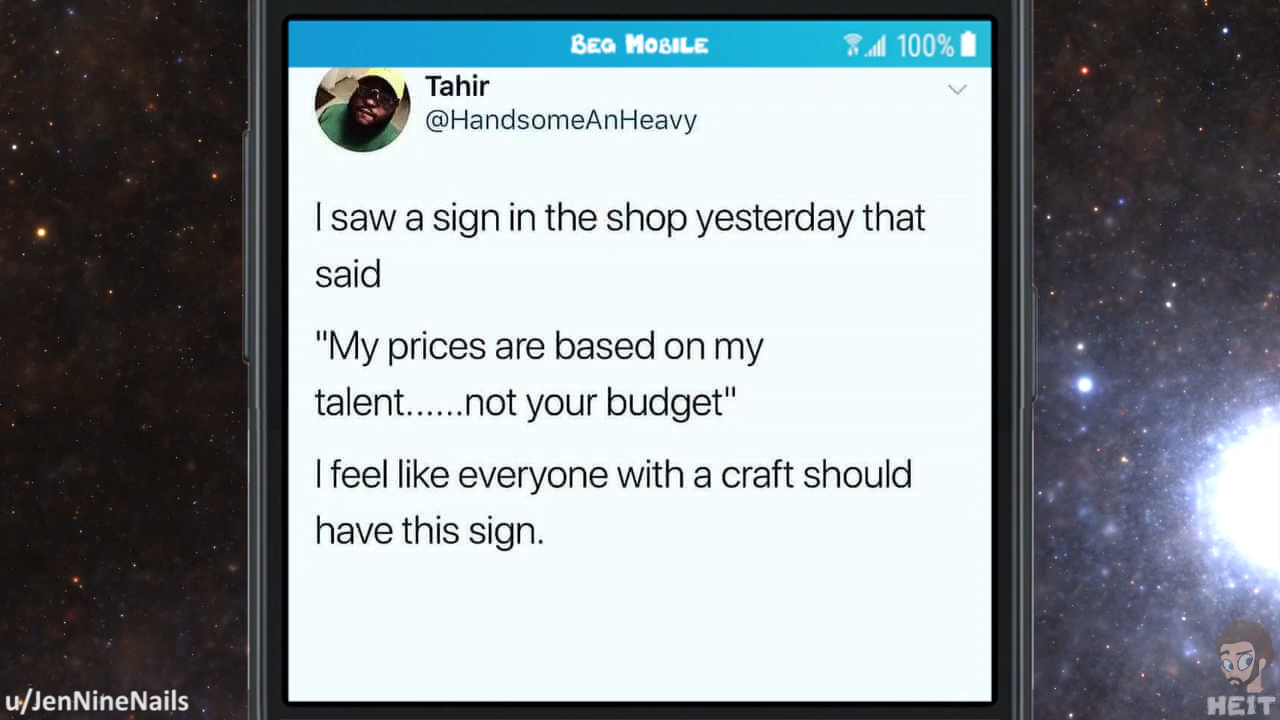 BEG MOBILE
100%
Tahir
@HandsomeAnHeavy
I saw a sign in the shop yesterday that
said
"My prices are based on my
talent......not your budget"
I feel like everyone with a craft should
have this sign.
u/JenNineNails
HEIT